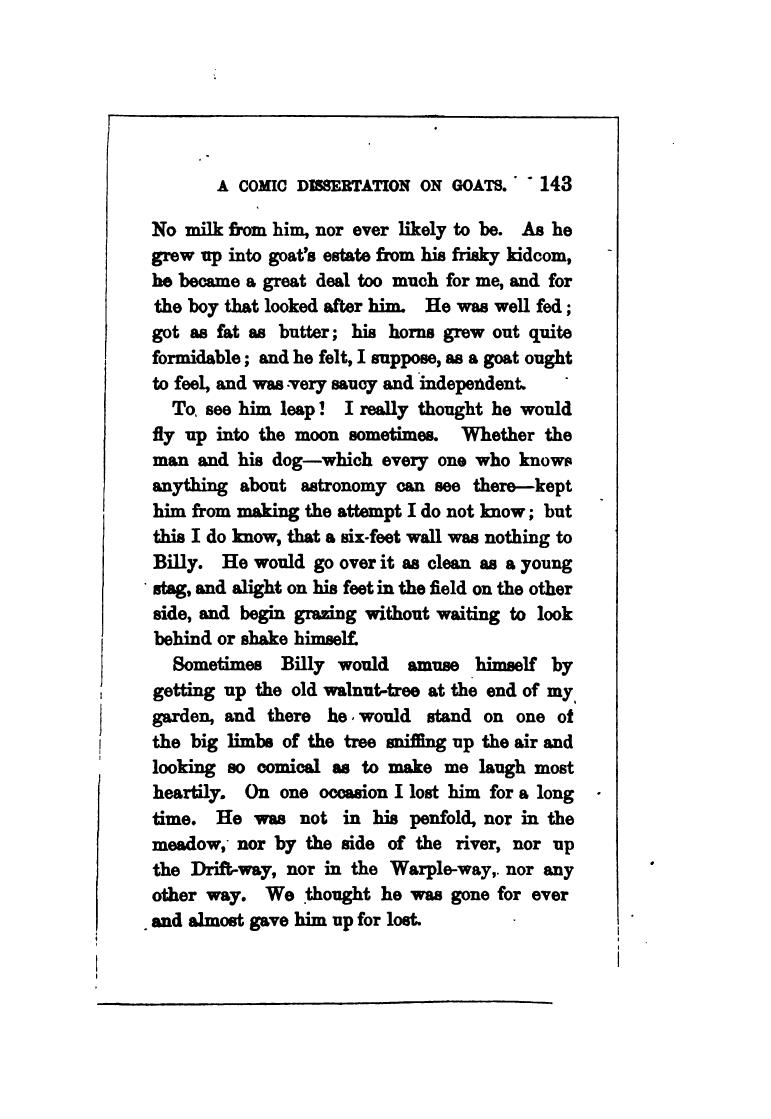 A COMIC DISSERTATION ON GOATS. 143
No milk from him, nor ever likely to be. As he
grew up into goat's estate from his frisky kidcom,
he became a great deal too much for me, and for
the boy that looked after him. He was well fed;
got as fat as butter; his horns grew out quite
formidable; and he felt, I suppose, as a goat ought
to feel, and was very saucy and independent.
To see him leap! I really thought he would
fly up into the moon sometimes. Whether the
man and his dog—which every one who knows
anything about astronomy can see there—kept
him from making the attempt I do not know; but
this I do know, that a six-feet wall was nothing to
Billy. He would go over it as clean as a young
stag, and alight on his feet in the field on the other
side, and begin grazing without waiting to look
behind or shake himself.
Sometimes Billy would amuse himself by
getting up the old walnut-tree at the end of my
garden, and there he would stand on one of
the big limbs of the tree sniffing up the air and
looking so comical as to make me laugh most
heartily. On one occasion I lost him for a long
time. He was not in his penfold, nor in the
meadow, nor by the side of the river, nor up
the Drift-way, nor in the Warple-way, nor any
other way. We thought he was gone for ever
and almost gave him up for lost.